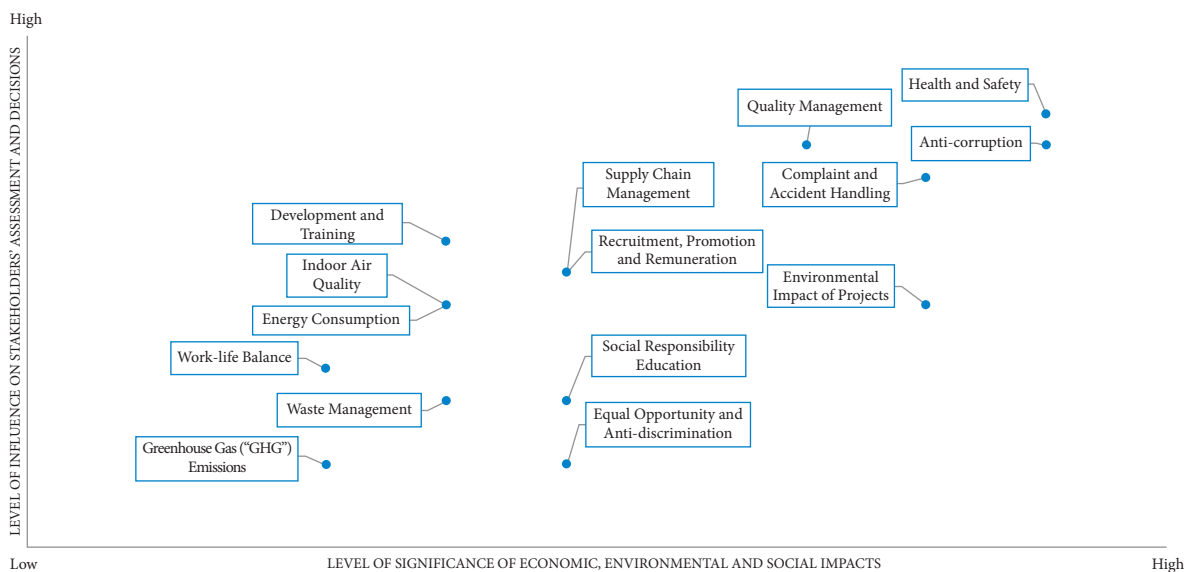 High
LEVEL OF INFLUENCE ON STAKEHOLDERS’ ASSESSMENT AND DECISIONS
Health and Safety
Quality Management
Anti-corruption
Supply Chain
Management
Complaint and
Accident Handling
Development and
Training
Recruitment, Promotion
and Remuneration
Indoor Air
Quality
Environmental
Impact of Projects
Energy Consumption
Work-life Balance
Social Responsibility
Education
Waste Management
Equal Opportunity and
Anti-discrimination
Greenhouse Gas (“GHG”)
Emissions
Low
LEVEL OF SIGNIFICANCE OF ECONOMIC, ENVIRONMENTAL AND SOCIAL IMPACTS
High